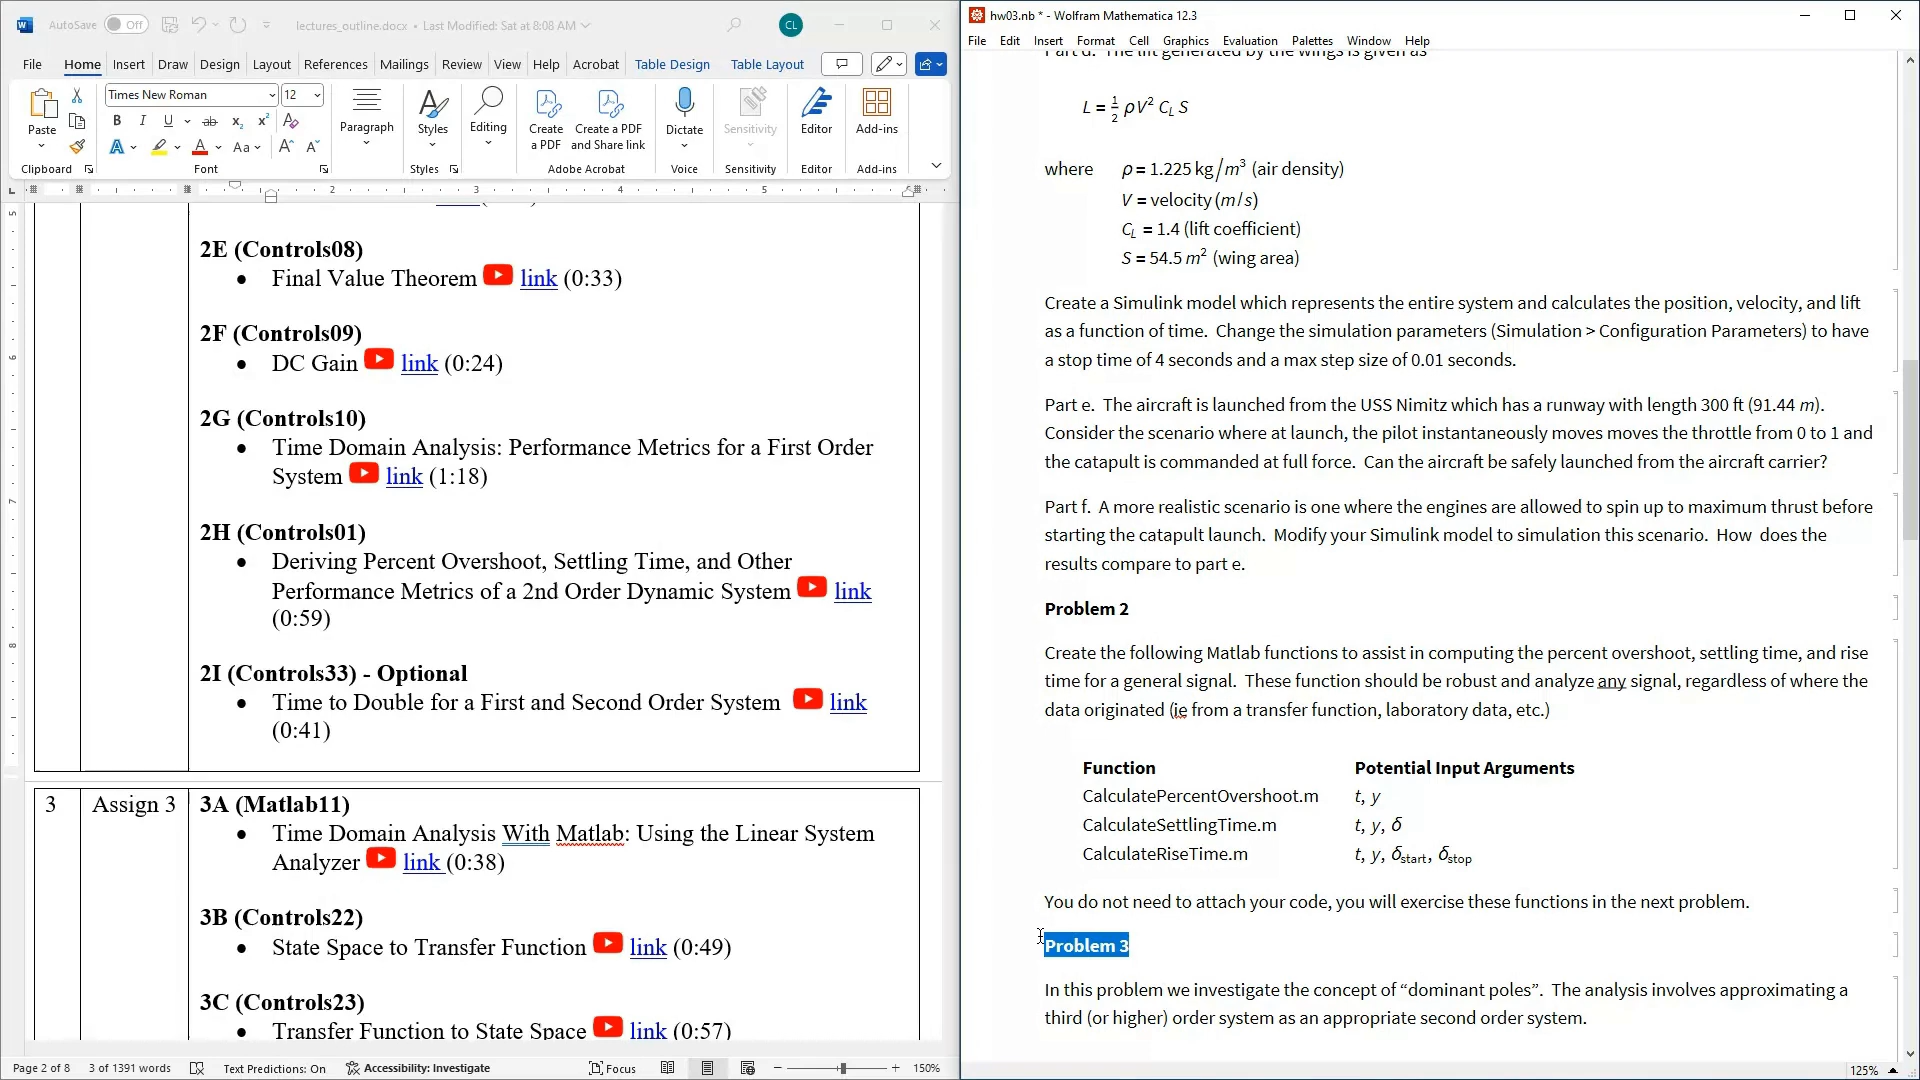 AutoSave Off
lectures_outline.docx • Last Modified: Sat at 8:08 AM
CL
File Home Insert Draw Design Layout References Mailings Review View Help Acrobat Table Design Table Layout
Times New Roman 12
Paste
Paragraph
Styles
Editing
Create a PDF
Create a PDF and Share link
Dictate
Sensitivity
Editor
Add-ins
Clipboard Font Styles Adobe Acrobat Voice Sensitivity Editor Add-ins
2E (Controls08)
• Final Value Theorem link (0:33)
2F (Controls09)
• DC Gain link (0:24)
2G (Controls10)
• Time Domain Analysis: Performance Metrics for a First Order
System link (1:18)
2H (Controls01)
• Deriving Percent Overshoot, Settling Time, and Other
Performance Metrics of a 2nd Order Dynamic System link
(0:59)
2I (Controls33) - Optional
• Time to Double for a First and Second Order System link
(0:41)
3 Assign 3 3A (Matlab11)
• Time Domain Analysis With Matlab: Using the Linear System
Analyzer link (0:38)
3B (Controls22)
• State Space to Transfer Function link (0:49)
3C (Controls23)
• Transfer Function to State Space link (0:57)
Page 2 of 8 3 of 1391 words Text Predictions: On Accessibility: Investigate Focus 150%
hw03.nb * - Wolfram Mathematica 12.3
File Edit Insert Format Cell Graphics Evaluation Palettes Window Help
Part d. The lift generated by the wings is given as
L = 1/2 ρV² C_L S
where ρ = 1.225 kg/m³ (air density)
V = velocity (m/s)
C_L = 1.4 (lift coefficient)
S = 54.5 m² (wing area)
Create a Simulink model which represents the entire system and calculates the position, velocity, and lift
as a function of time. Change the simulation parameters (Simulation > Configuration Parameters) to have
a stop time of 4 seconds and a max step size of 0.01 seconds.
Part e. The aircraft is launched from the USS Nimitz which has a runway with length 300 ft (91.44 m).
Consider the scenario where at launch, the pilot instantaneously moves moves the throttle from 0 to 1 and
the catapult is commanded at full force. Can the aircraft be safely launched from the aircraft carrier?
Part f. A more realistic scenario is one where the engines are allowed to spin up to maximum thrust before
starting the catapult launch. Modify your Simulink model to simulation this scenario. How does the
results compare to part e.
Problem 2
Create the following Matlab functions to assist in computing the percent overshoot, settling time, and rise
time for a general signal. These function should be robust and analyze any signal, regardless of where the
data originated (ie from a transfer function, laboratory data, etc.)
Function Potential Input Arguments
CalculatePercentOvershoot.m t, y
CalculateSettlingTime.m t, y, δ
CalculateRiseTime.m t, y, δstart, δstop
You do not need to attach your code, you will exercise these functions in the next problem.
Problem 3
In this problem we investigate the concept of “dominant poles”. The analysis involves approximating a
third (or higher) order system as an appropriate second order system.
125%